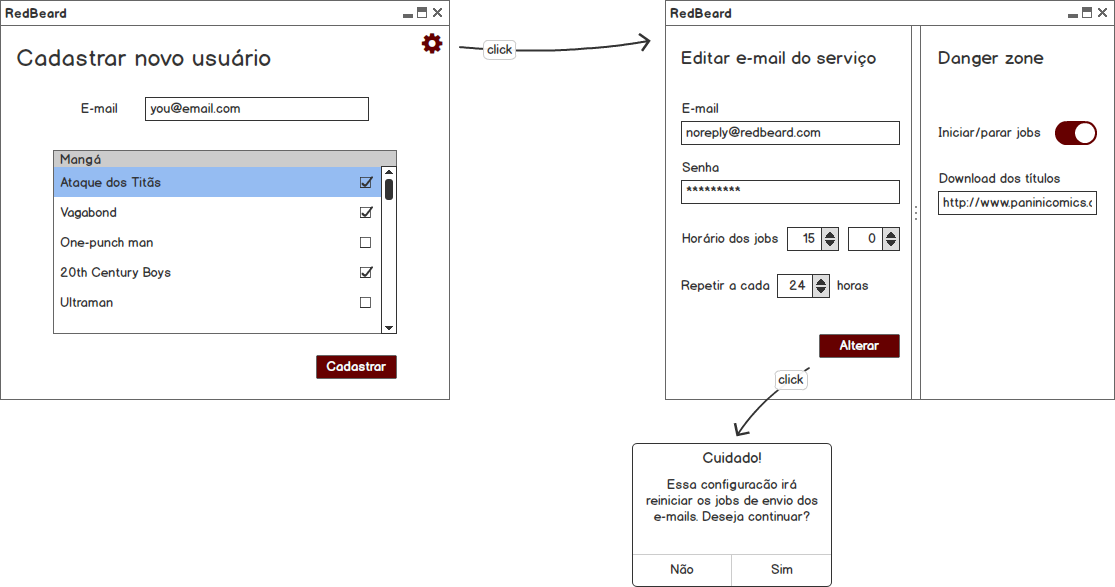 RedBeard
Cadastrar novo usuário
E-mail
you@email.com
Mangá
Ataque dos Titãs
Vagabond
One-punch man
20th Century Boys
Ultraman
Cadastrar
click
RedBeard
Editar e-mail do serviço
E-mail
noreply@redbeard.com
Senha
*********
Horário dos jobs 15 0
Repetir a cada 24 horas
Alterar
Danger zone
Iniciar/parar jobs
Download dos títulos
http://www.paninicomics.c
click
Cuidado!
Essa configuracão irá
reiniciar os jobs de envio dos
e-mails. Deseja continuar?
Não Sim